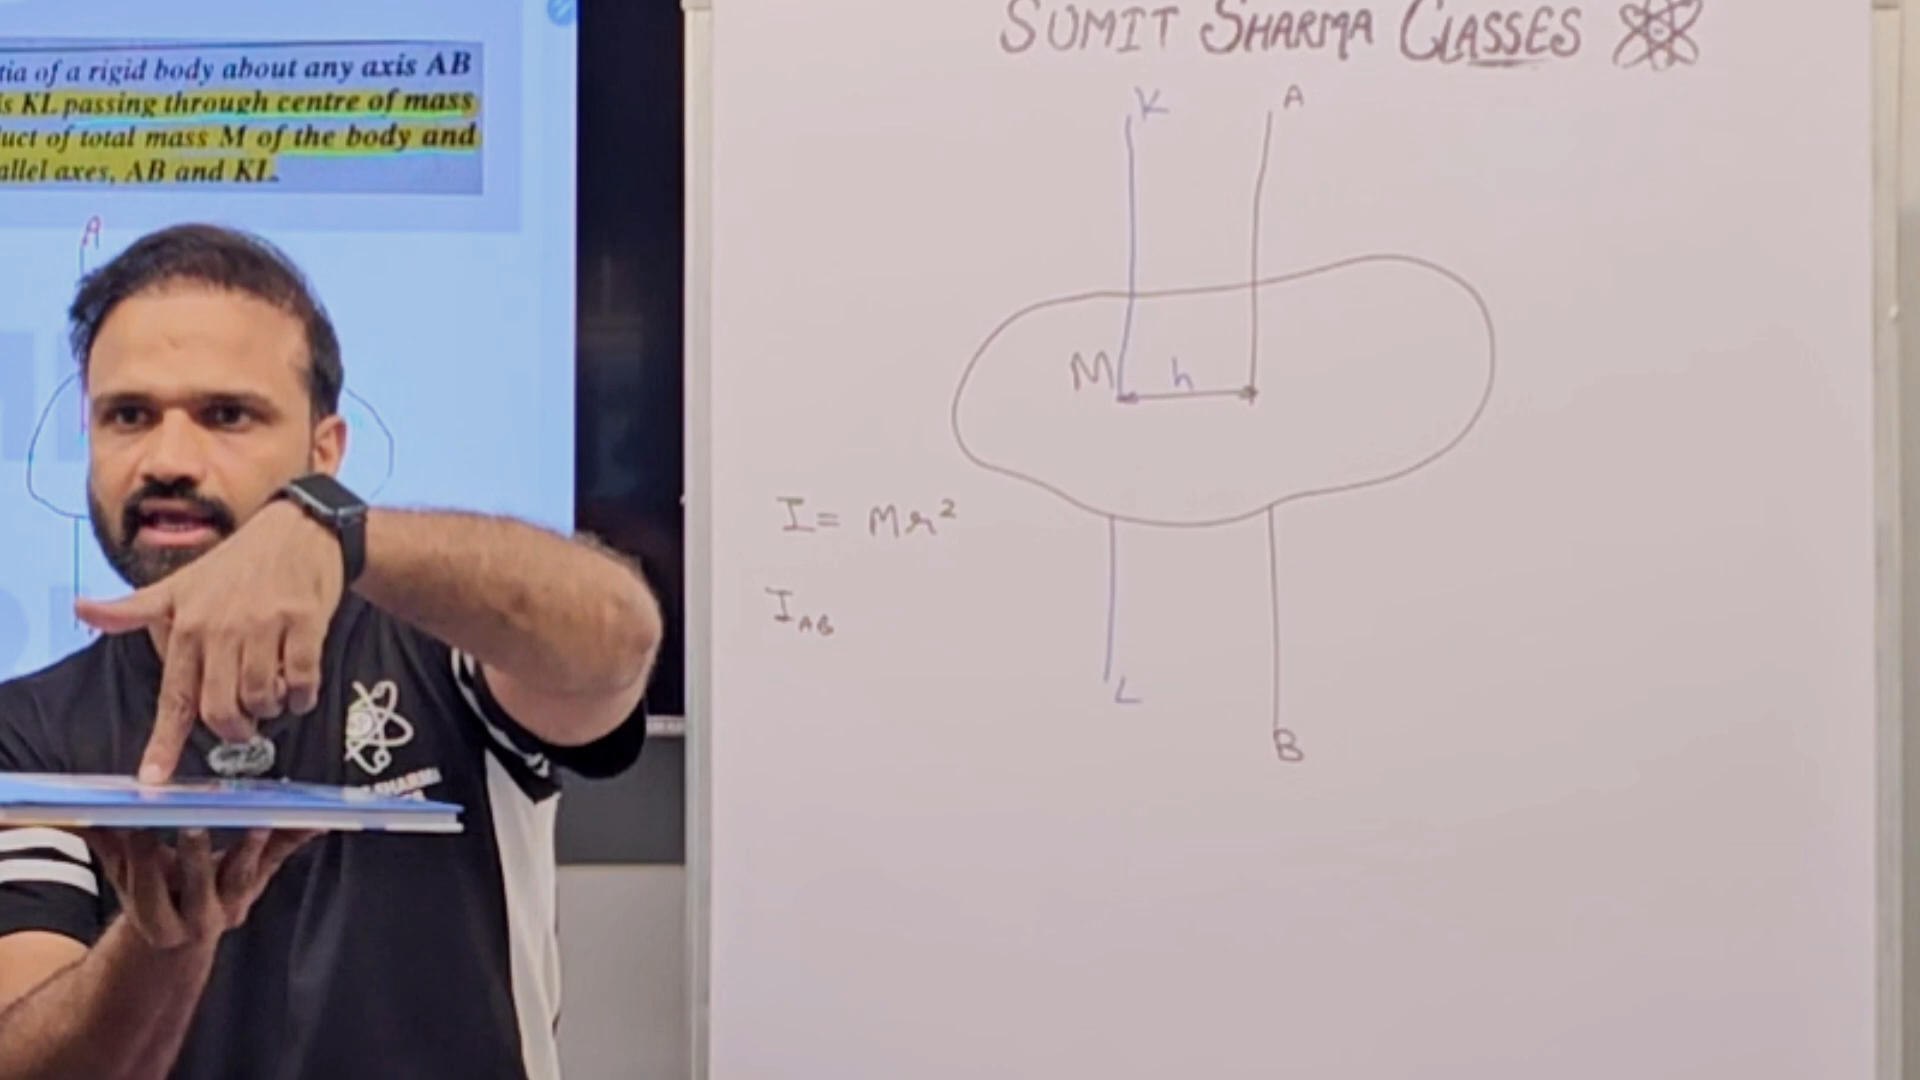 tia of a rigid body about any axis AB
is KL passing through centre of mass
uct of total mass M of the body and
allel axes, AB and KL.
A
SUMIT SHARMA CLASSES
K
A
M
h
I = Mr²
I_AB
L
B
SHARMA